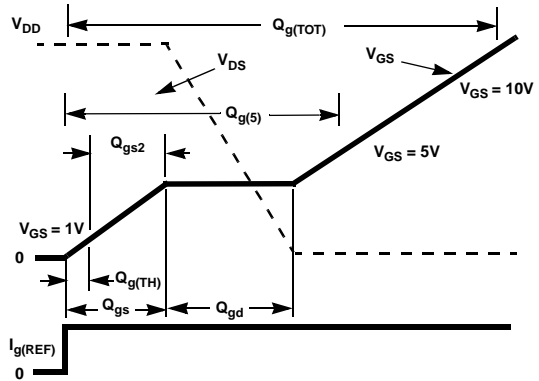 V_DD
Q_g(TOT)
V_DS
V_GS
V_GS = 10V
Q_g(5)
Q_gs2
V_GS = 5V
V_GS = 1V
0
Q_g(TH)
Q_gs
Q_gd
I_g(REF)
0